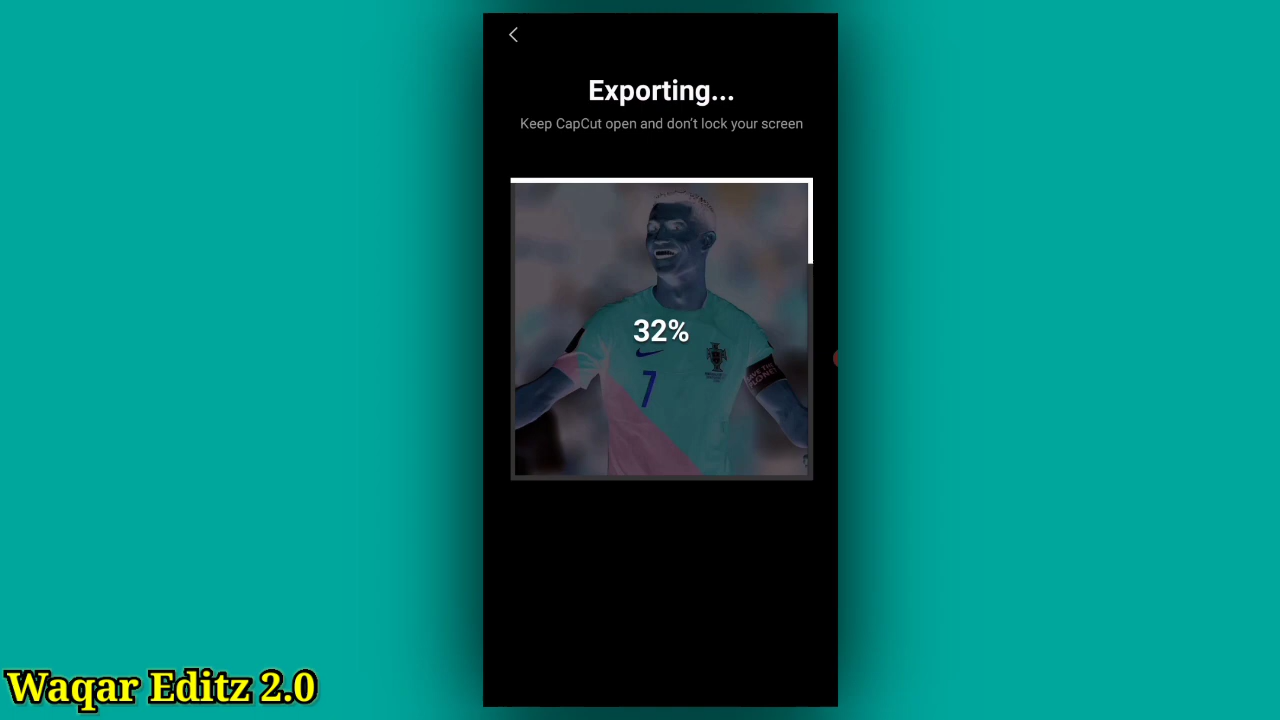 Exporting...
Keep CapCut open and don't lock your screen
32%
7
Waqar Editz 2.0